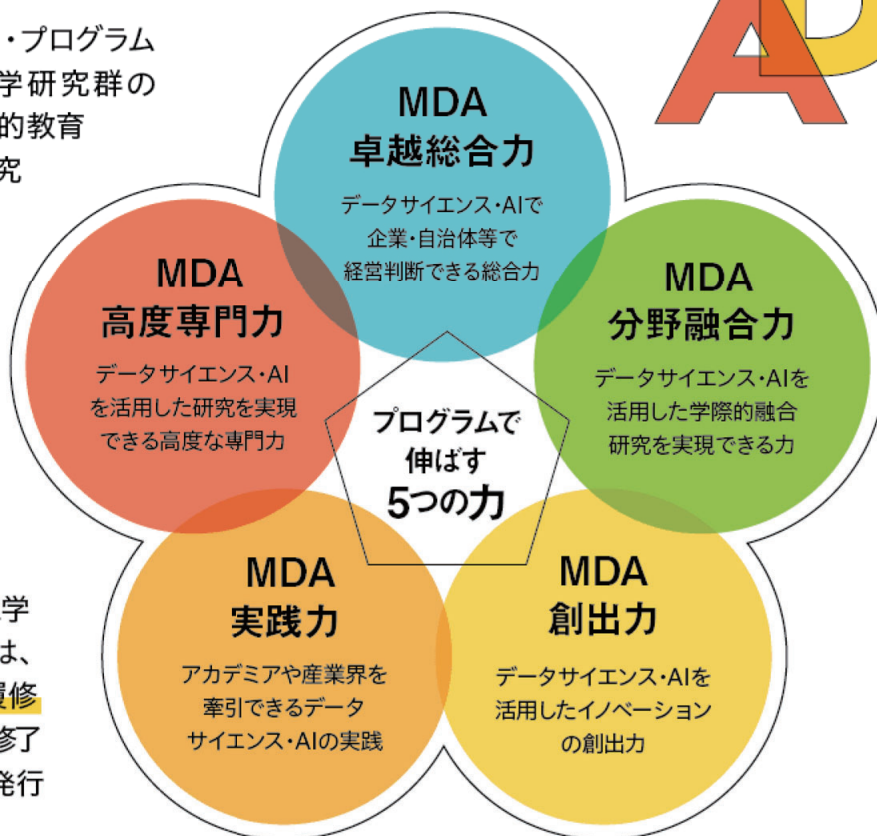 ・プログラム
学研究群の
的教育
究
AD
MDA
卓越総合力
データサイエンス・AIで
企業・自治体等で
経営判断できる総合力
MDA
高度専門力
データサイエンス・AI
を活用した研究を実現
できる高度な専門力
MDA
分野融合力
データサイエンス・AIを
活用した学際的融合
研究を実現できる力
プログラムで
伸ばす
5つの力
MDA
実践力
アカデミアや産業界を
牽引できるデータ
サイエンス・AIの実践
MDA
創出力
データサイエンス・AIを
活用したイノベーション
の創出力
学
は、
履修
修了
発行